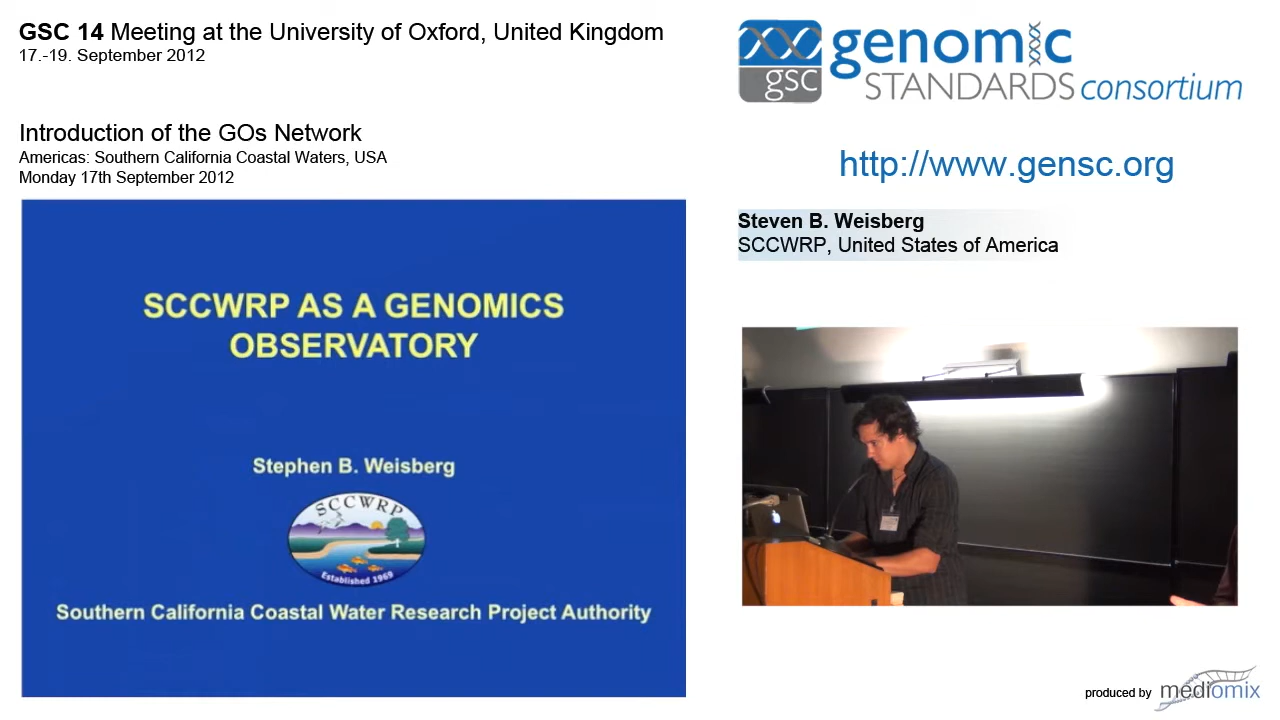 GSC 14 Meeting at the University of Oxford, United Kingdom
17.-19. September 2012
genomic
gsc
STANDARDS consortium
Introduction of the GOs Network
Americas: Southern California Coastal Waters, USA
Monday 17th September 2012
http://www.gensc.org
Steven B. Weisberg
SCCWRP, United States of America
SCCWRP AS A GENOMICS
OBSERVATORY
Stephen B. Weisberg
SCCWRP
Established 1969
Southern California Coastal Water Research Project Authority
produced by mediomix